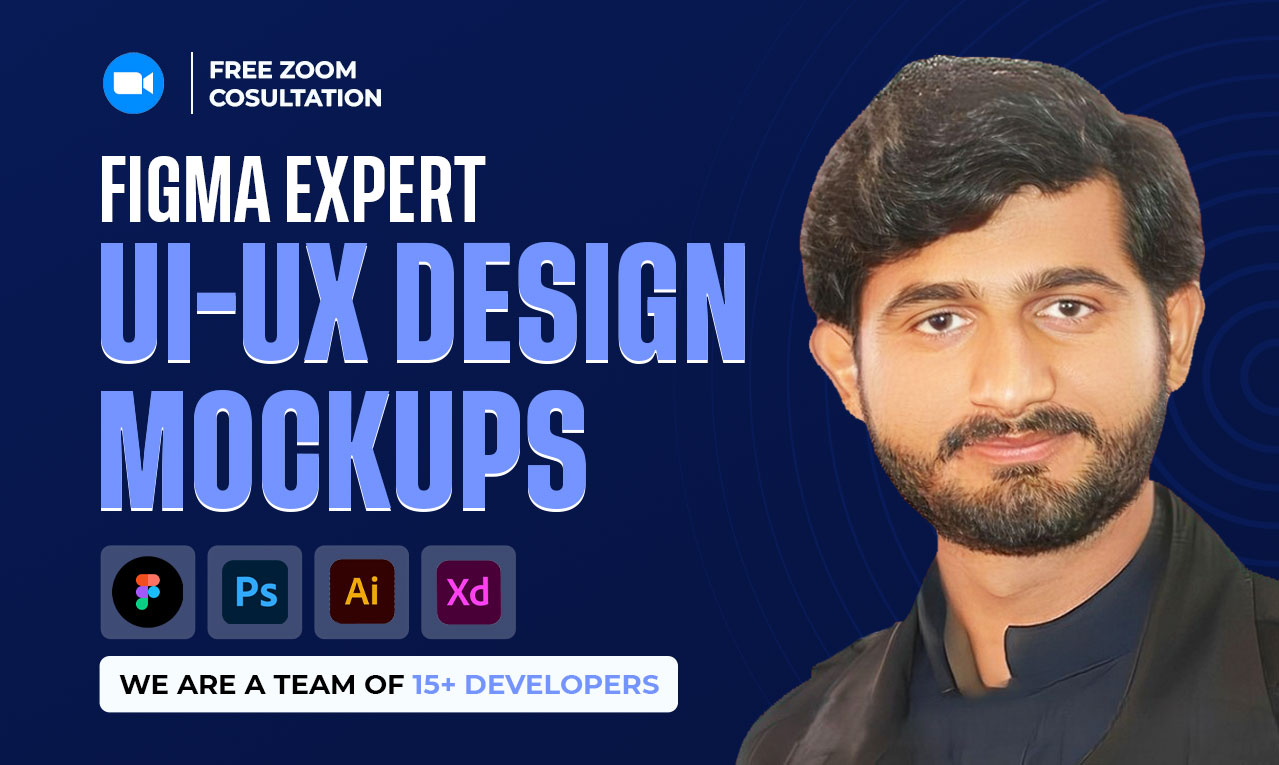 FREE ZOOM
COSULTATION
FIGMA EXPERT
UI-UX DESIGN
MOCKUPS
Ps Ai Xd
WE ARE A TEAM OF 15+ DEVELOPERS